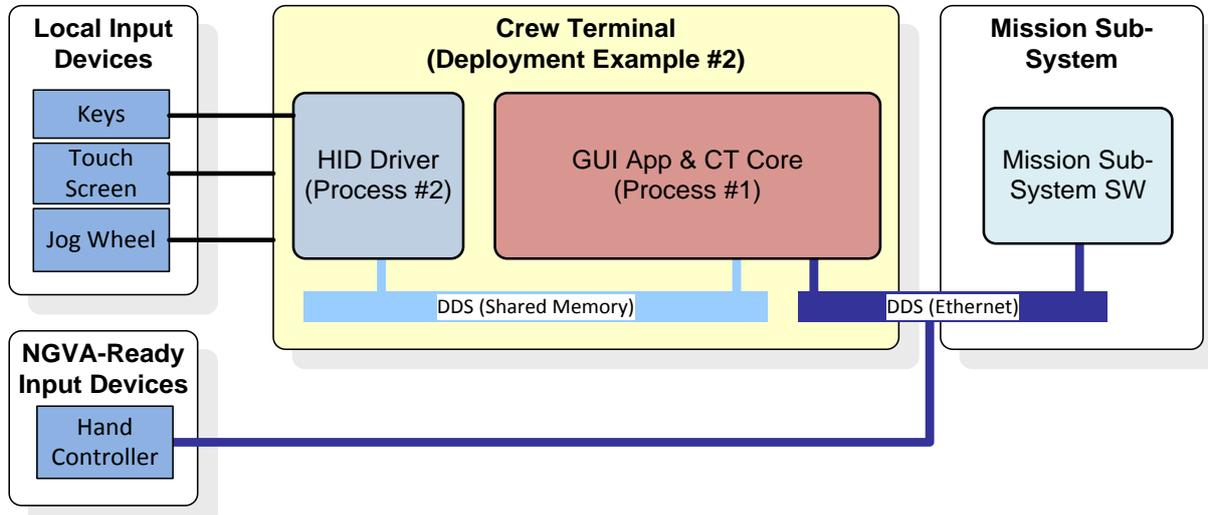 Local Input
Devices
Keys
Touch
Screen
Jog Wheel
Crew Terminal
(Deployment Example #2)
HID Driver
(Process #2)
GUI App & CT Core
(Process #1)
DDS (Shared Memory)
DDS (Ethernet)
Mission Sub-
System
Mission Sub-
System SW
NGVA-Ready
Input Devices
Hand
Controller